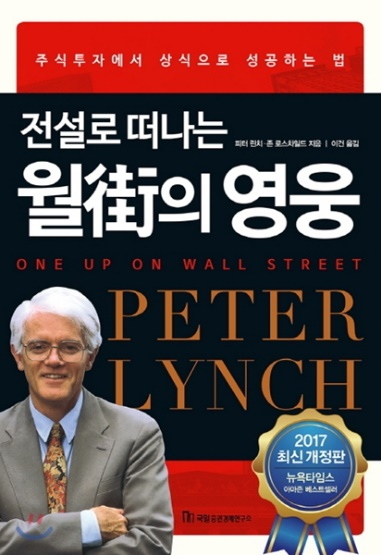 주식투자에서 상식으로 성공하는 법
전설로 떠나는
피터 린치·존 로스차일드 지음 | 이건 옮김
월街의 영웅
ONE UP ON WALL STREET
PETER
LYNCH
2017
최신 개정판
뉴욕타임스
아마존 베스트셀러
국일증권경제연구소